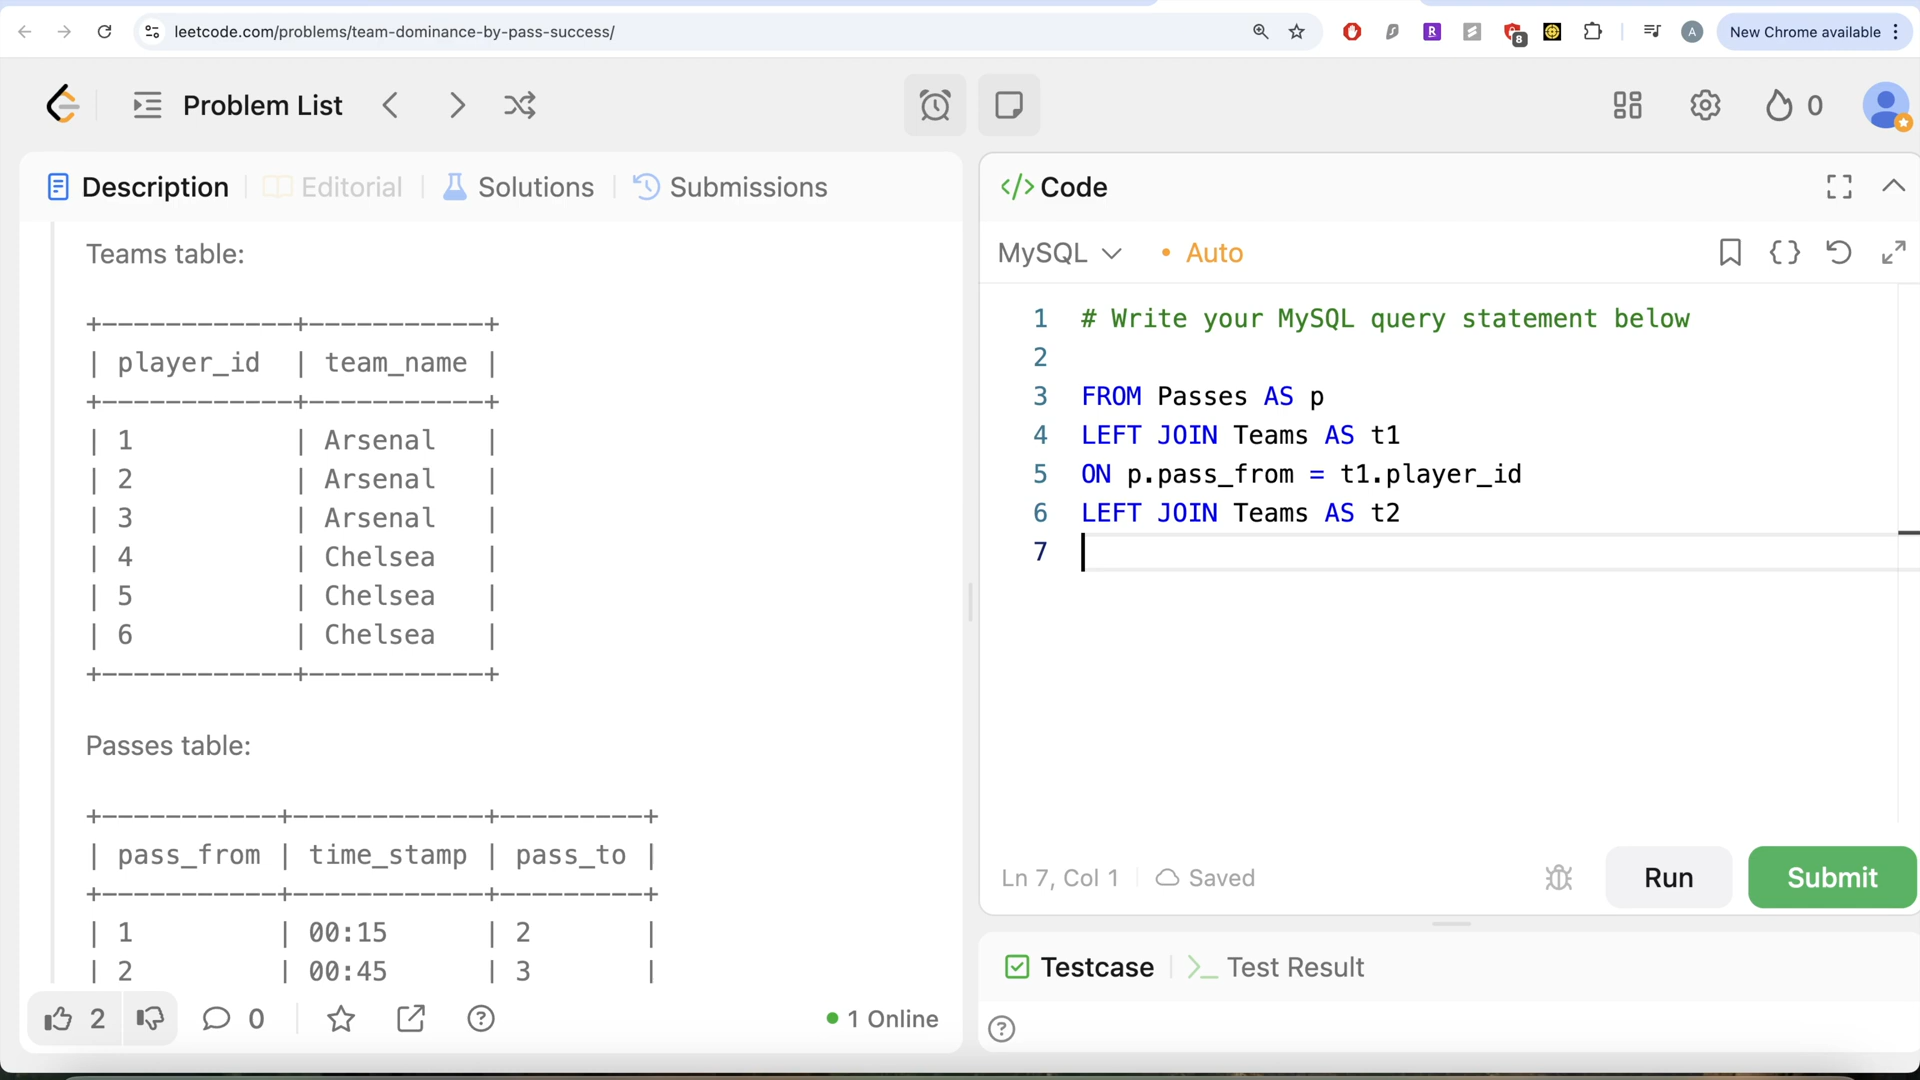 leetcode.com/problems/team-dominance-by-pass-success/
8
A
New Chrome available
Problem List
0
Description
Editorial
Solutions
Submissions
Teams table:
+------------+-----------+
| player_id | team_name |
+------------+-----------+
| 1 | Arsenal |
| 2 | Arsenal |
| 3 | Arsenal |
| 4 | Chelsea |
| 5 | Chelsea |
| 6 | Chelsea |
+------------+-----------+
Passes table:
+-----------+------------+---------+
| pass_from | time_stamp | pass_to |
+-----------+------------+---------+
| 1 | 00:15 | 2 |
| 2 | 00:45 | 3 |
2
0
1 Online
</> Code
MySQL
Auto
1 # Write your MySQL query statement below
2
3 FROM Passes AS p
4 LEFT JOIN Teams AS t1
5 ON p.pass_from = t1.player_id
6 LEFT JOIN Teams AS t2
7
Ln 7, Col 1
Saved
Run
Submit
Testcase
Test Result